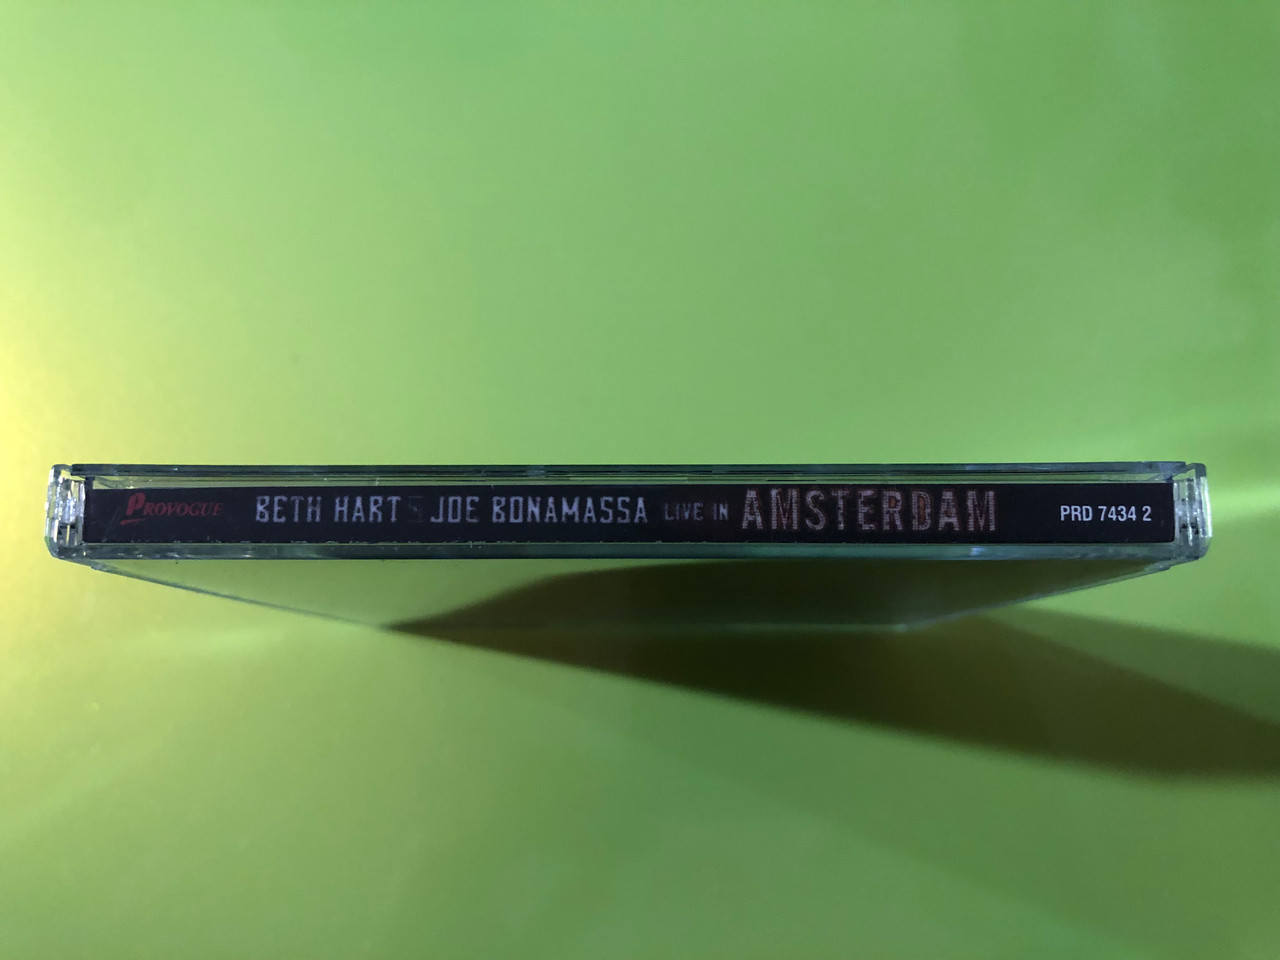 PROVOGUE BETH HART & JOE BONAMASSA LIVE IN AMSTERDAM PRD 7434 2